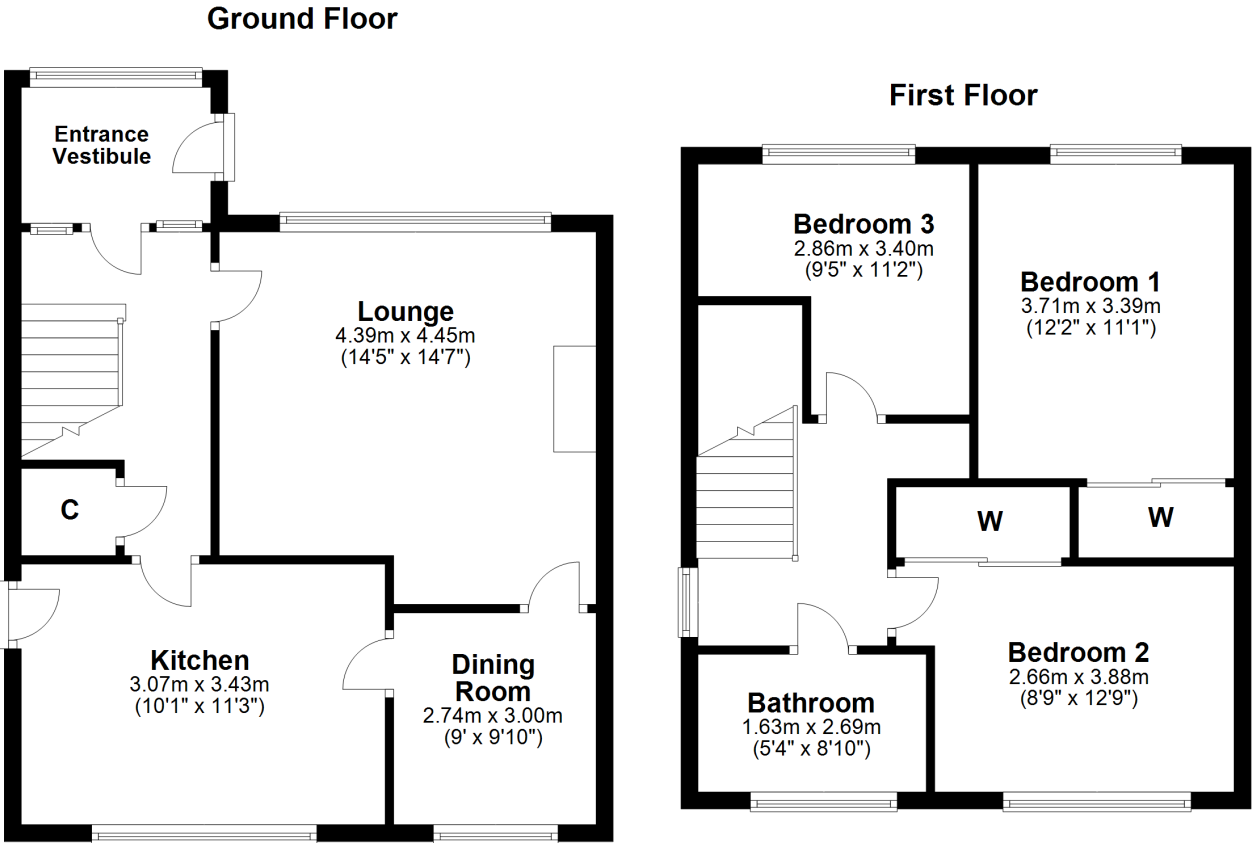 Ground Floor
Entrance
Vestibule
Lounge
4.39m x 4.45m
(14'5" x 14'7")
C
Kitchen
3.07m x 3.43m
(10'1" x 11'3")
Dining
Room
2.74m x 3.00m
(9' x 9'10")
First Floor
Bedroom 3
2.86m x 3.40m
(9'5" x 11'2")
Bedroom 1
3.71m x 3.39m
(12'2" x 11'1")
W
W
Bedroom 2
2.66m x 3.88m
(8'9" x 12'9")
Bathroom
1.63m x 2.69m
(5'4" x 8'10")